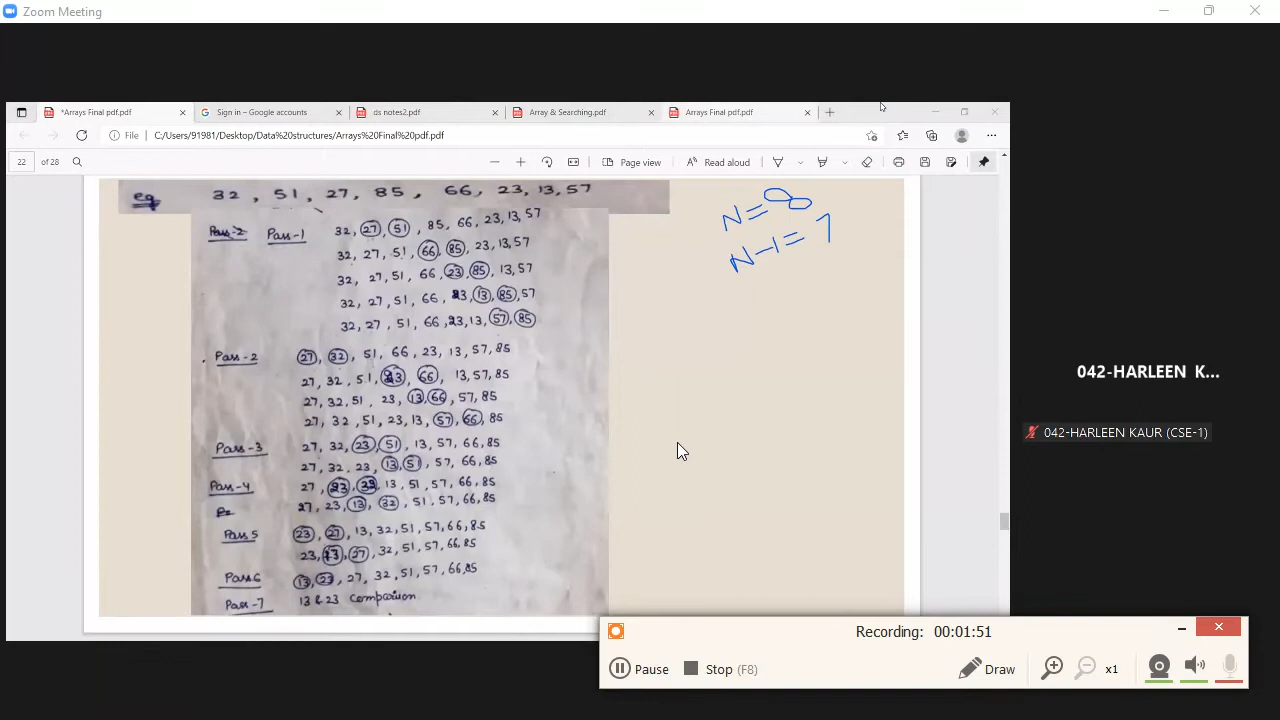 Zoom Meeting
*Arrays Final pdf.pdf
Sign in – Google accounts
ds notes2.pdf
Array & Searching.pdf
Arrays Final pdf.pdf
File C:/Users/91981/Desktop/Data%20structures/Arrays%20Final%20pdf.pdf
22 of 28
Page view
Read aloud
eg 32, 51, 27, 85, 66, 23, 13, 57
N=8
N-1=7
Pass-2 Pass-1 32, 27, 51, 85, 66, 23, 13, 57
32, 27, 51, 66, 85, 23, 13, 57
32, 27, 51, 66, 23, 85, 13, 57
32, 27, 51, 66, 23, 13, 85, 57
32, 27, 51, 66, 23, 13, 57, 85
Pass-2 27, 32, 51, 66, 23, 13, 57, 85
27, 32, 51, 23, 66, 13, 57, 85
27, 32, 51, 23, 13, 66, 57, 85
27, 32, 51, 23, 13, 57, 66, 85
Pass-3 27, 32, 23, 51, 13, 57, 66, 85
27, 32, 23, 13, 51, 57, 66, 85
Pass-4 27, 23, 32, 13, 51, 57, 66, 85
27, 23, 13, 32, 51, 57, 66, 85
Pass 5 23, 27, 13, 32, 51, 57, 66, 85
23, 13, 27, 32, 51, 57, 66, 85
Pass 6 13, 23, 27, 32, 51, 57, 66, 85
Pass-7 13 & 23 Comparison
042-HARLEEN K...
042-HARLEEN KAUR (CSE-1)
Recording: 00:01:51
Pause
Stop (F8)
Draw
x1